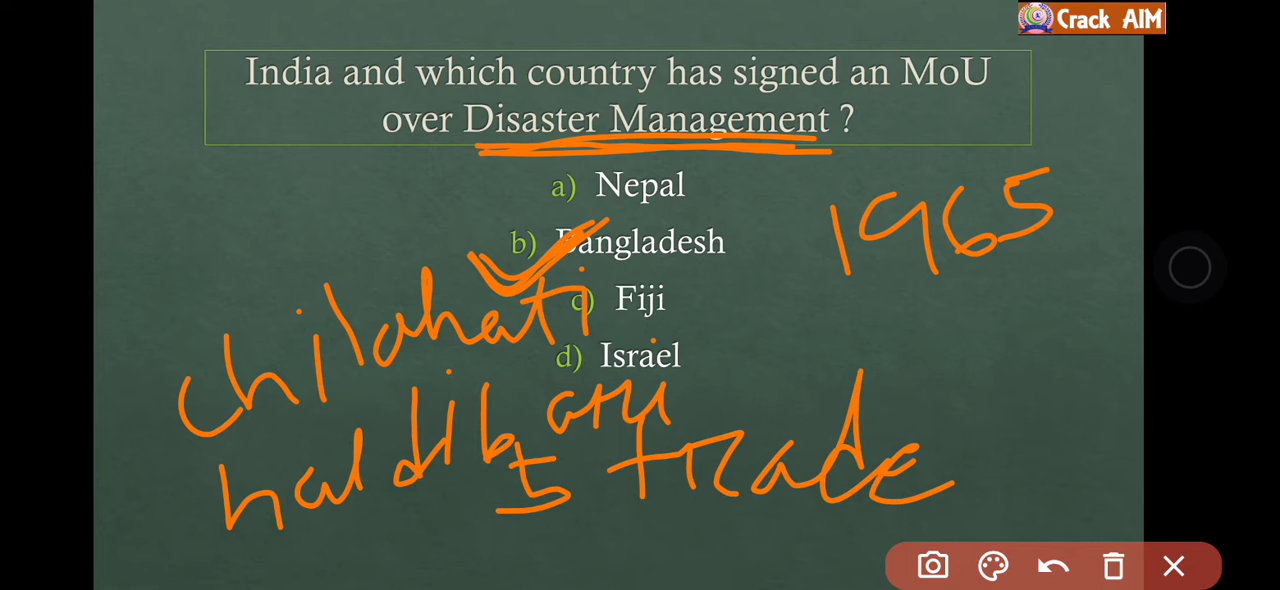 Crack AIM
India and which country has signed an MoU
over Disaster Management ?
a) Nepal
b) Bangladesh
c) Fiji
d) Israel
1965
chilahati
haldibari
5 trade